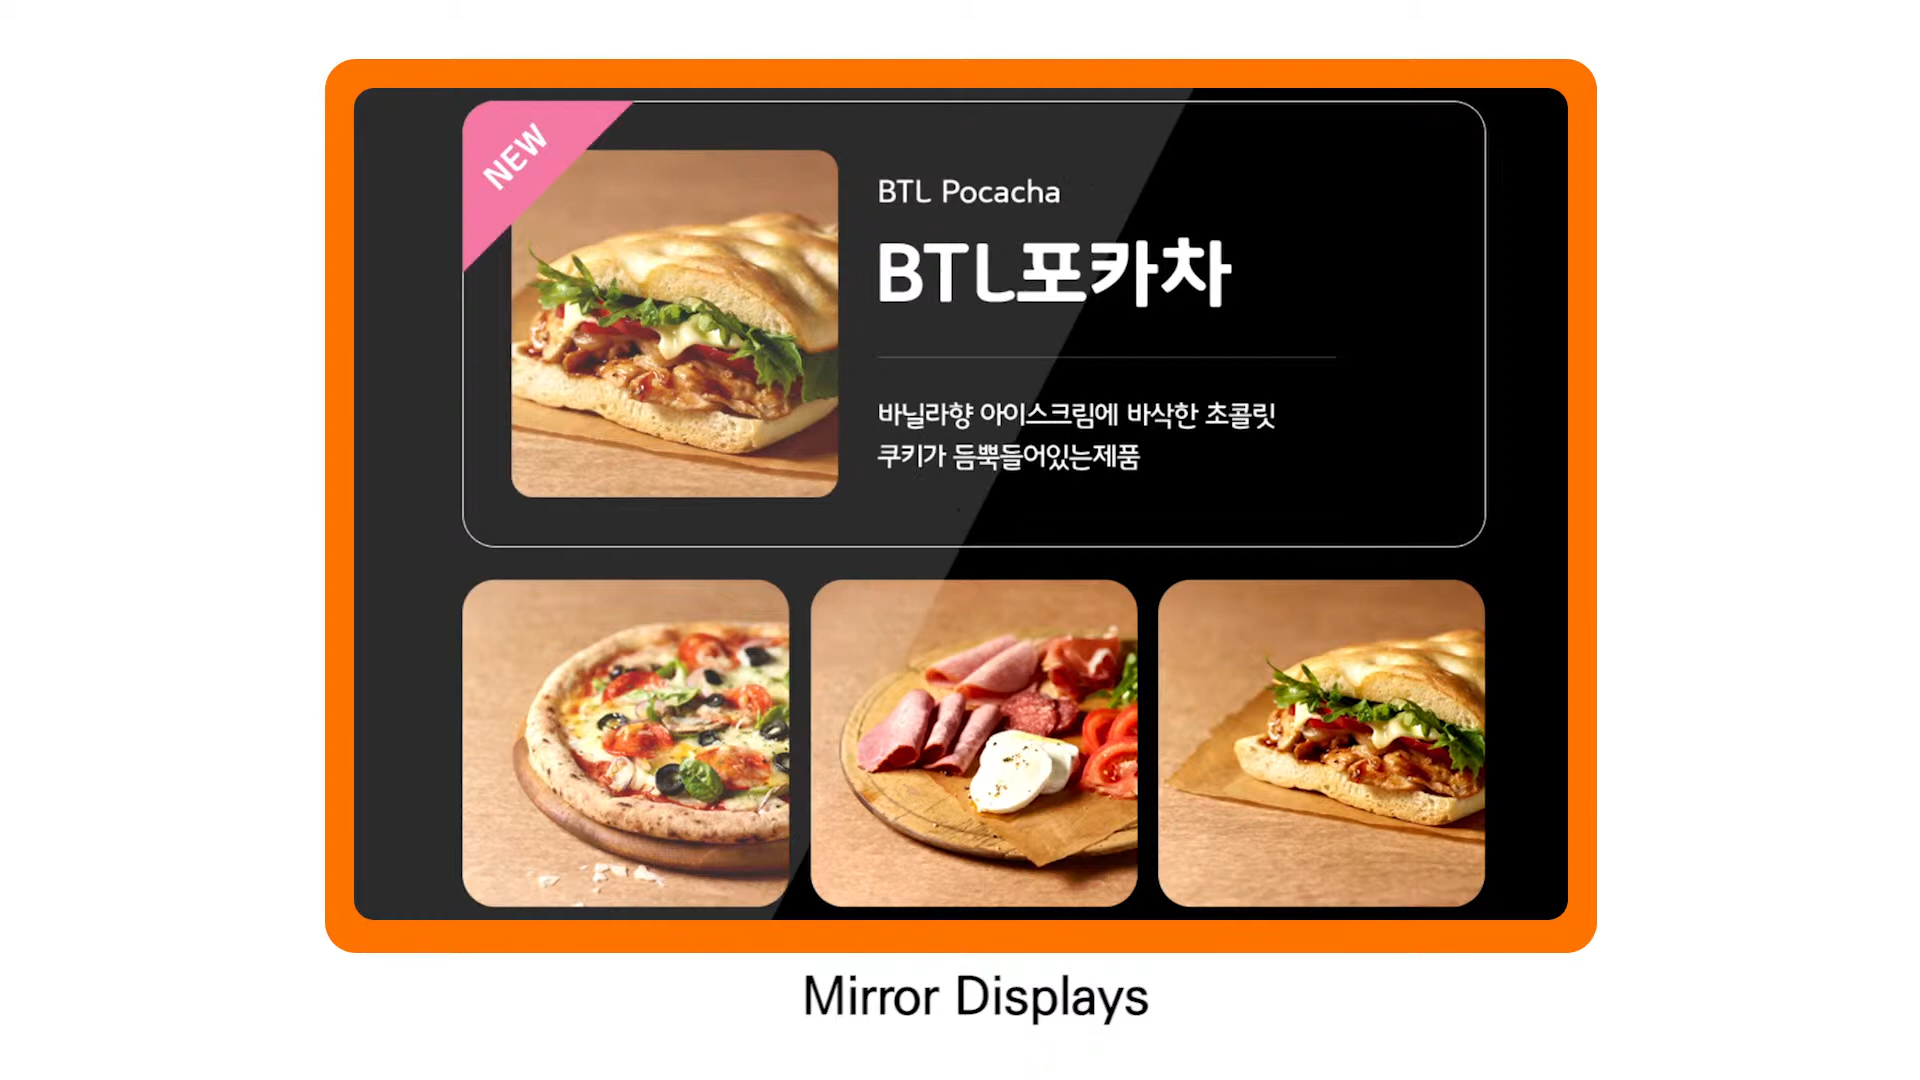 NEW
BTL Pocacha
BTL포카차
바닐라향 아이스크림에 바삭한 초콜릿
쿠키가 듬뿍들어있는제품
Mirror Displays